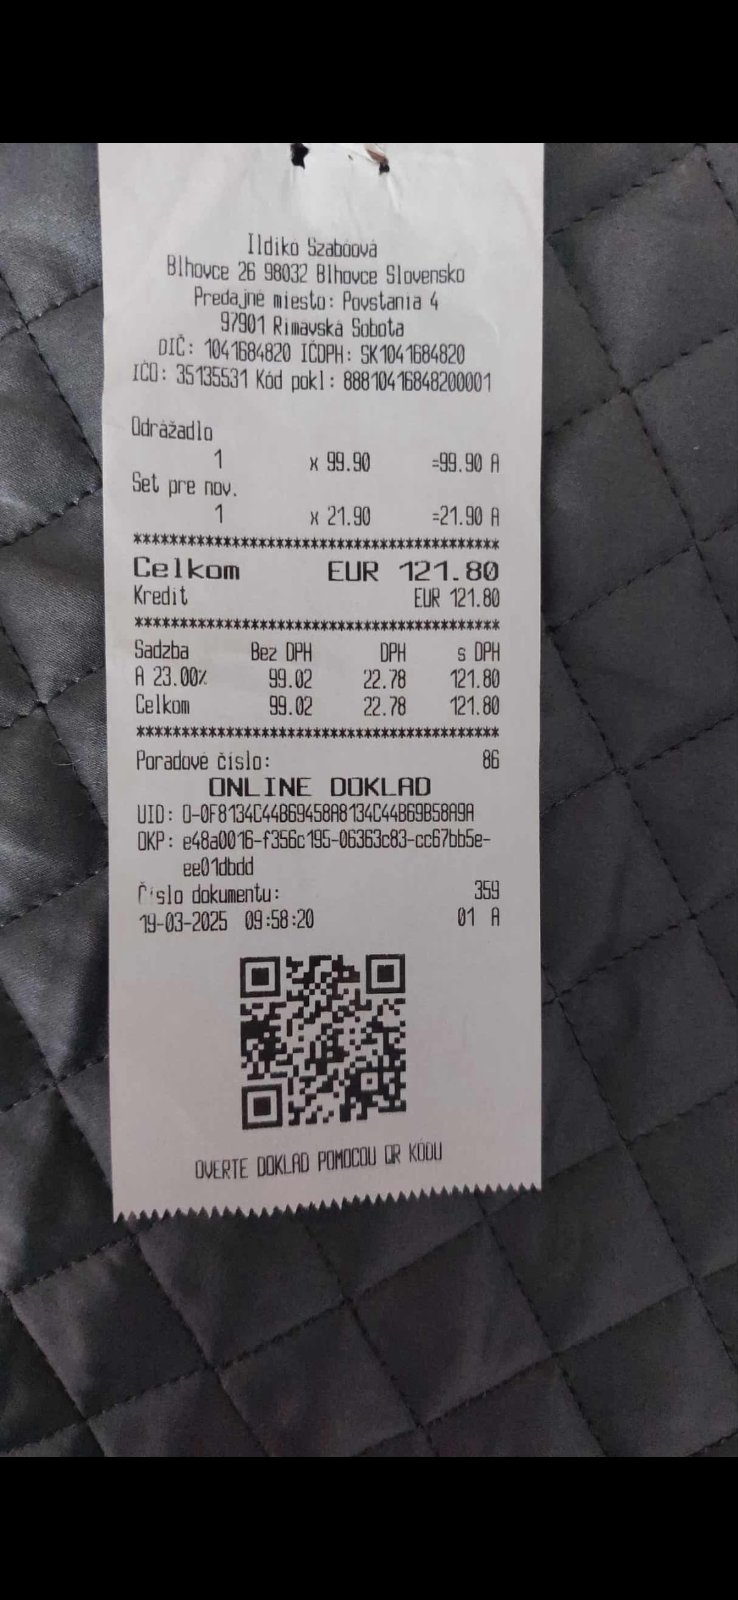 Ildikó Szabóová
Blhovce 26 98032 Blhovce Slovensko
Predajné miesto: Povstania 4
97901 Rimavská Sobota
DIČ: 1041684820 IČDPH: SK1041684820
IČO: 35135531 Kód pokl: 88810416848200001
Odrážadlo
1 x 99.90 =99.90 A
Set pre nov.
1 x 21.90 =21.90 A
****************************************
Celkom EUR 121.80
Kredit EUR 121.80
****************************************
Sadzba Bez DPH DPH s DPH
A 23.00% 99.02 22.78 121.80
Celkom 99.02 22.78 121.80
****************************************
Poradové číslo: 86
ONLINE DOKLAD
UID: O-0F8134C44B69458A8134C44B69B58A9A
OKP: e48a0016-f356c195-06363c83-cc67bb5e-
ee01dbdd
Číslo dokumentu: 359
19-03-2025 09:58:20 01 A
OVERTE DOKLAD POMOCOU QR KÓDU